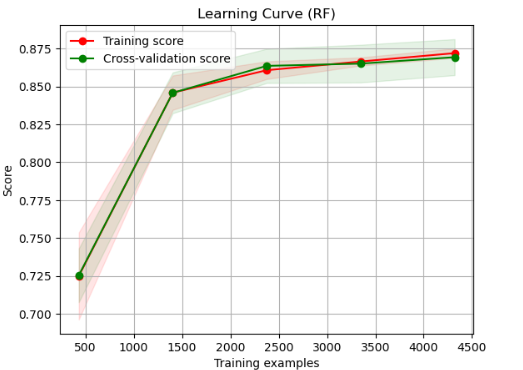 Learning Curve (RF)
Training score
Cross-validation score
0.875
0.850
0.825
0.800
0.775
0.750
0.725
0.700
Score
500 1000 1500 2000 2500 3000 3500 4000 4500
Training examples